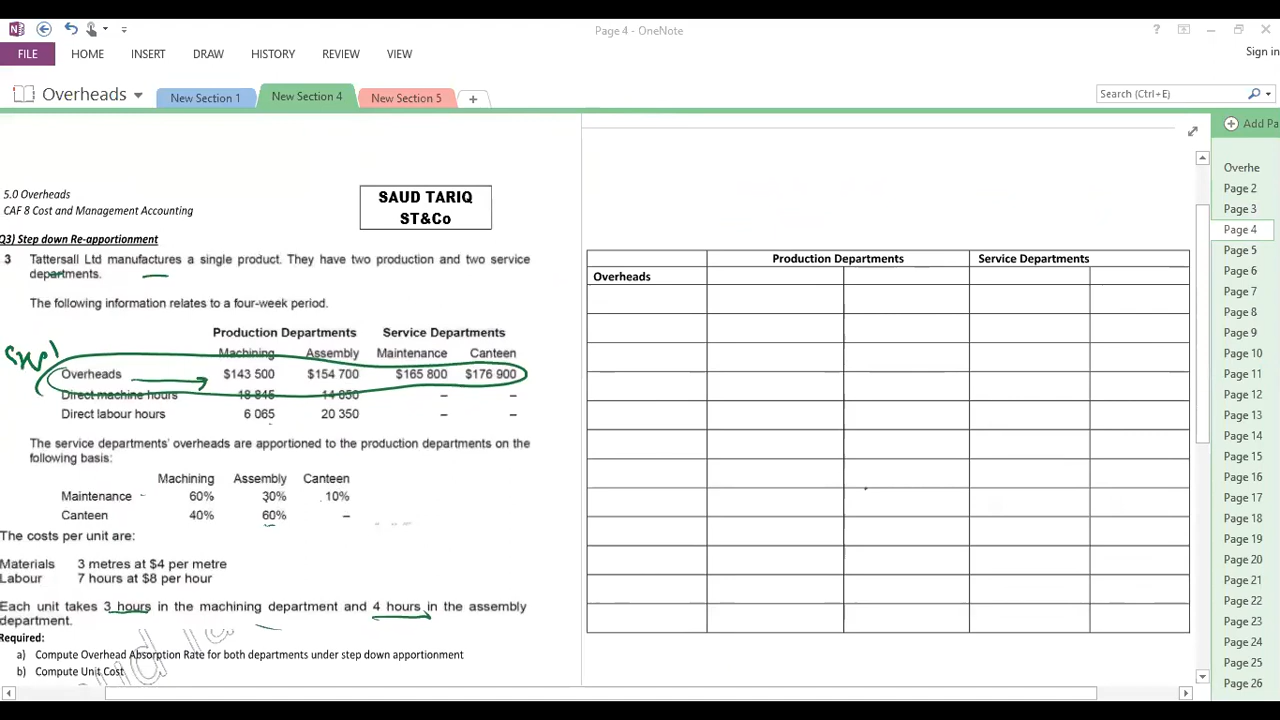 Page 4 - OneNote
?
Sign in
FILE HOME INSERT DRAW HISTORY REVIEW VIEW
Overheads New Section 1 New Section 4 New Section 5 Search (Ctrl+E)
Add Pa
5.0 Overheads
CAF 8 Cost and Management Accounting
SAUD TARIQ
ST&Co
Q3) Step down Re-apportionment
3 Tattersall Ltd manufactures a single product. They have two production and two service
departments.
The following information relates to a four-week period.
Production Departments Service Departments
Machining Assembly Maintenance Canteen
Overheads $143 500 $154 700 $165 800 $176 900
Direct machine hours 18 845 14 050 – –
Direct labour hours 6 065 20 350 – –
The service departments' overheads are apportioned to the production departments on the
following basis:
Machining Assembly Canteen
Maintenance 60% 30% 10%
Canteen 40% 60% –
The costs per unit are:
Materials 3 metres at $4 per metre
Labour 7 hours at $8 per hour
Each unit takes 3 hours in the machining department and 4 hours in the assembly
department.
Required:
a) Compute Overhead Absorption Rate for both departments under step down apportionment
b) Compute Unit Cost
Production Departments Service Departments
Overheads
Overhe
Page 2
Page 3
Page 4
Page 5
Page 6
Page 7
Page 8
Page 9
Page 10
Page 11
Page 12
Page 13
Page 14
Page 15
Page 16
Page 17
Page 18
Page 19
Page 20
Page 21
Page 22
Page 23
Page 24
Page 25
Page 26